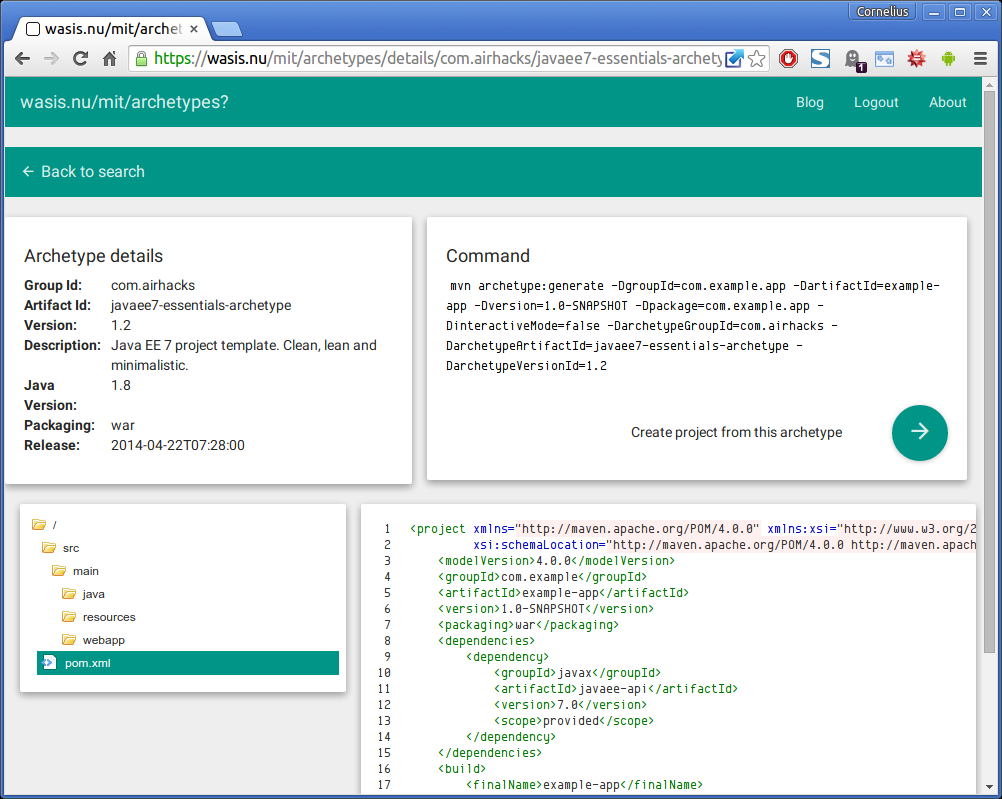 Cornelius
wasis.nu/mit/archet
https://wasis.nu/mit/archetypes/details/com.airhacks/javaee7-essentials-archety
1
wasis.nu/mit/archetypes?
Blog
Logout
About
← Back to search
Archetype details
Group Id: com.airhacks
Artifact Id: javaee7-essentials-archetype
Version: 1.2
Description: Java EE 7 project template. Clean, lean and
minimalistic.
Java 1.8
Version:
Packaging: war
Release: 2014-04-22T07:28:00
Command
mvn archetype:generate -DgroupId=com.example.app -DartifactId=example-
app -Dversion=1.0-SNAPSHOT -Dpackage=com.example.app -
DinteractiveMode=false -DarchetypeGroupId=com.airhacks -
DarchetypeArtifactId=javaee7-essentials-archetype -
DarchetypeVersionId=1.2
Create project from this archetype
/
src
main
java
resources
webapp
pom.xml
1 <project xmlns="http://maven.apache.org/POM/4.0.0" xmlns:xsi="http://www.w3.org/2
2 xsi:schemaLocation="http://maven.apache.org/POM/4.0.0 http://maven.apach
3 <modelVersion>4.0.0</modelVersion>
4 <groupId>com.example</groupId>
5 <artifactId>example-app</artifactId>
6 <version>1.0-SNAPSHOT</version>
7 <packaging>war</packaging>
8 <dependencies>
9 <dependency>
10 <groupId>javax</groupId>
11 <artifactId>javaee-api</artifactId>
12 <version>7.0</version>
13 <scope>provided</scope>
14 </dependency>
15 </dependencies>
16 <build>
17 <finalName>example-app</finalName>